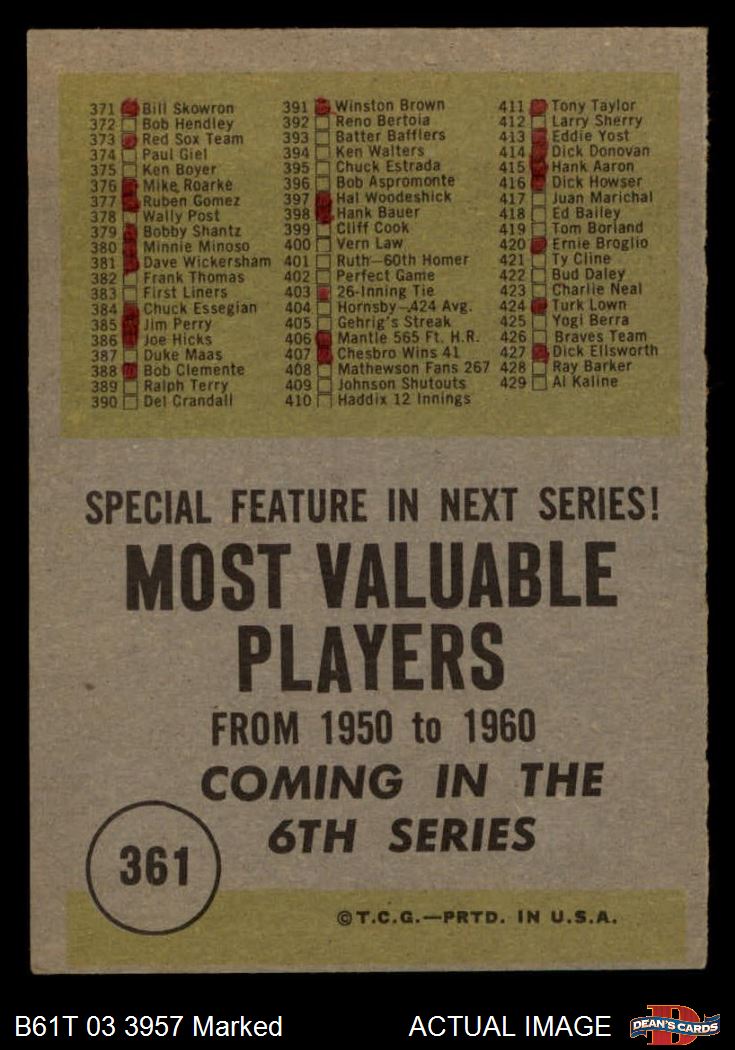 371 Bill Skowron
372 Bob Hendley
373 Red Sox Team
374 Paul Giel
375 Ken Boyer
376 Mike Roarke
377 Ruben Gomez
378 Wally Post
379 Bobby Shantz
380 Minnie Minoso
381 Dave Wickersham
382 Frank Thomas
383 First Liners
384 Chuck Essegian
385 Jim Perry
386 Joe Hicks
387 Duke Maas
388 Bob Clemente
389 Ralph Terry
390 Del Crandall
391 Winston Brown
392 Reno Bertoia
393 Batter Bafflers
394 Ken Walters
395 Chuck Estrada
396 Bob Aspromonte
397 Hal Woodeshick
398 Hank Bauer
399 Cliff Cook
400 Vern Law
401 Ruth—60th Homer
402 Perfect Game
403 26-Inning Tie
404 Hornsby—.424 Avg.
405 Gehrig's Streak
406 Mantle 565 Ft. H.R.
407 Chesbro Wins 41
408 Mathewson Fans 267
409 Johnson Shutouts
410 Haddix 12 Innings
411 Tony Taylor
412 Larry Sherry
413 Eddie Yost
414 Dick Donovan
415 Hank Aaron
416 Dick Howser
417 Juan Marichal
418 Ed Bailey
419 Tom Borland
420 Ernie Broglio
421 Ty Cline
422 Bud Daley
423 Charlie Neal
424 Turk Lown
425 Yogi Berra
426 Braves Team
427 Dick Ellsworth
428 Ray Barker
429 Al Kaline
SPECIAL FEATURE IN NEXT SERIES!
MOST VALUABLE
PLAYERS
FROM 1950 to 1960
COMING IN THE
6TH SERIES
361
©T.C.G.—PRTD. IN U.S.A.
B61T 03 3957 Marked
ACTUAL IMAGE
D
DEAN'S CARDS